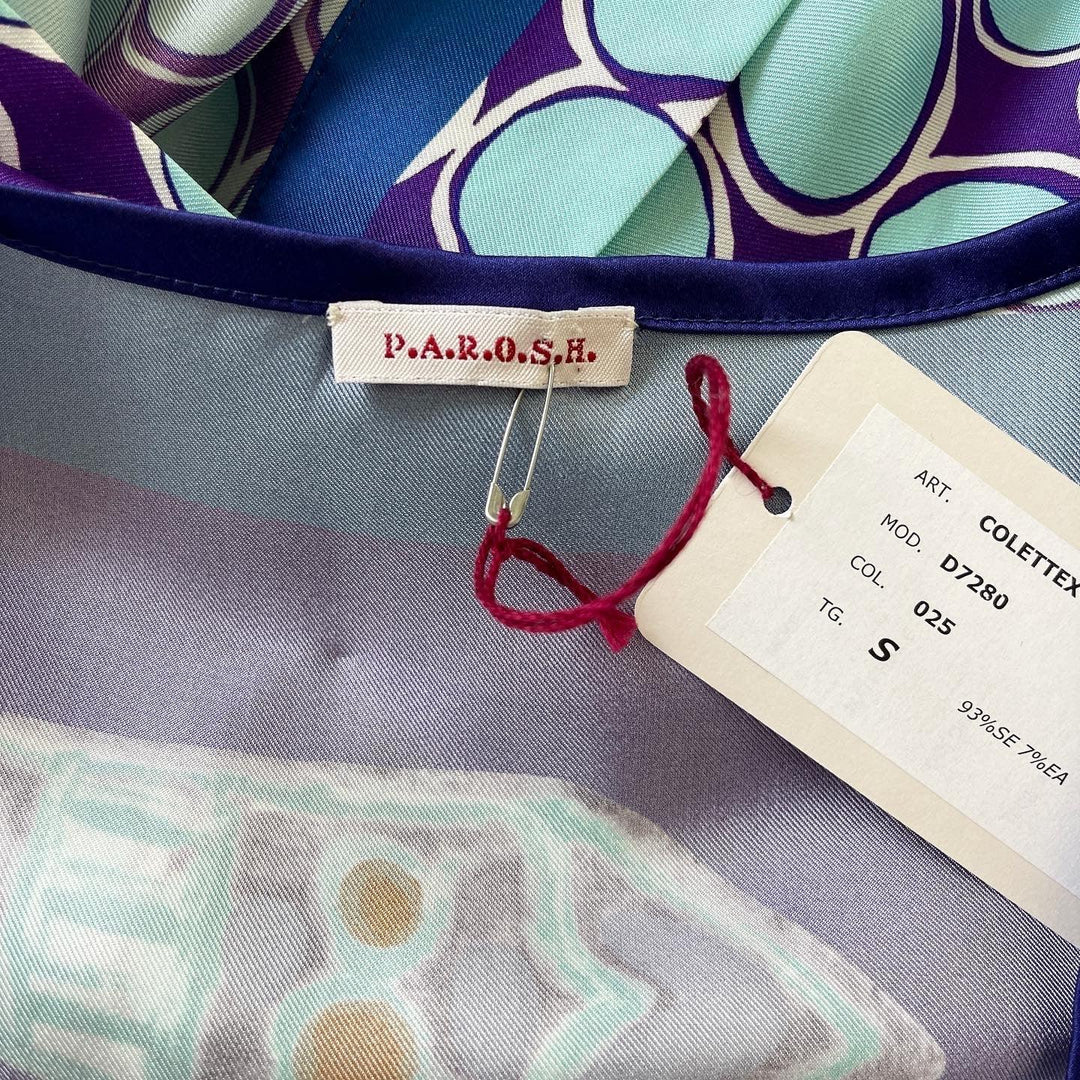 P.A.R.O.S.H.
ART. COLETTEX
MOD. D7280
COL. 025
TG. S
93%SE 7%EA